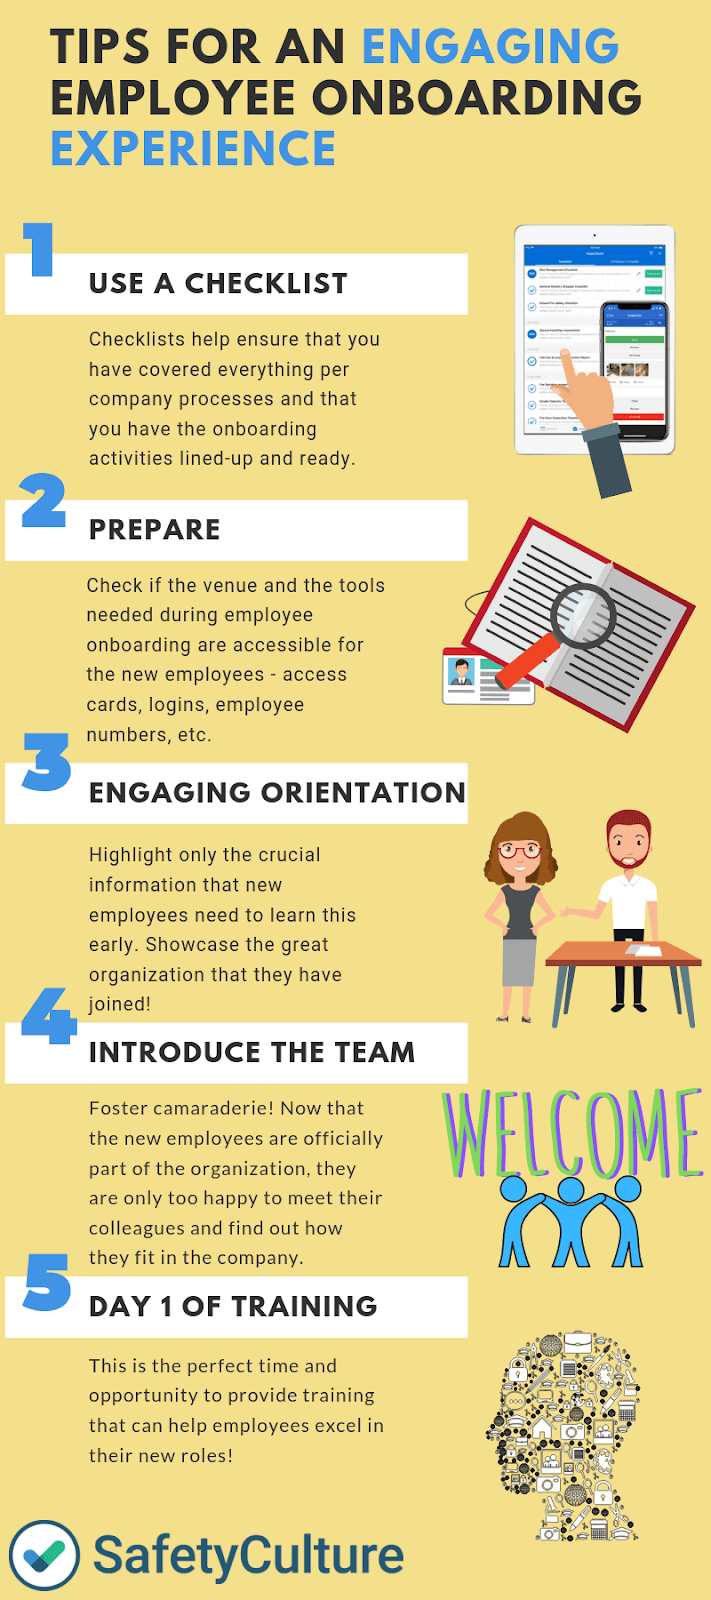 TIPS FOR AN ENGAGING
EMPLOYEE ONBOARDING
EXPERIENCE
1
USE A CHECKLIST
Checklists help ensure that you
have covered everything per
company processes and that
you have the onboarding
activities lined-up and ready.
2
PREPARE
Check if the venue and the tools
needed during employee
onboarding are accessible for
the new employees - access
cards, logins, employee
numbers, etc.
3
ENGAGING ORIENTATION
Highlight only the crucial
information that new
employees need to learn this
early. Showcase the great
organization that they have
joined!
4
INTRODUCE THE TEAM
Foster camaraderie! Now that
the new employees are officially
part of the organization, they
are only too happy to meet their
colleagues and find out how
they fit in the company.
WELCOME
5
DAY 1 OF TRAINING
This is the perfect time and
opportunity to provide training
that can help employees excel in
their new roles!
SafetyCulture